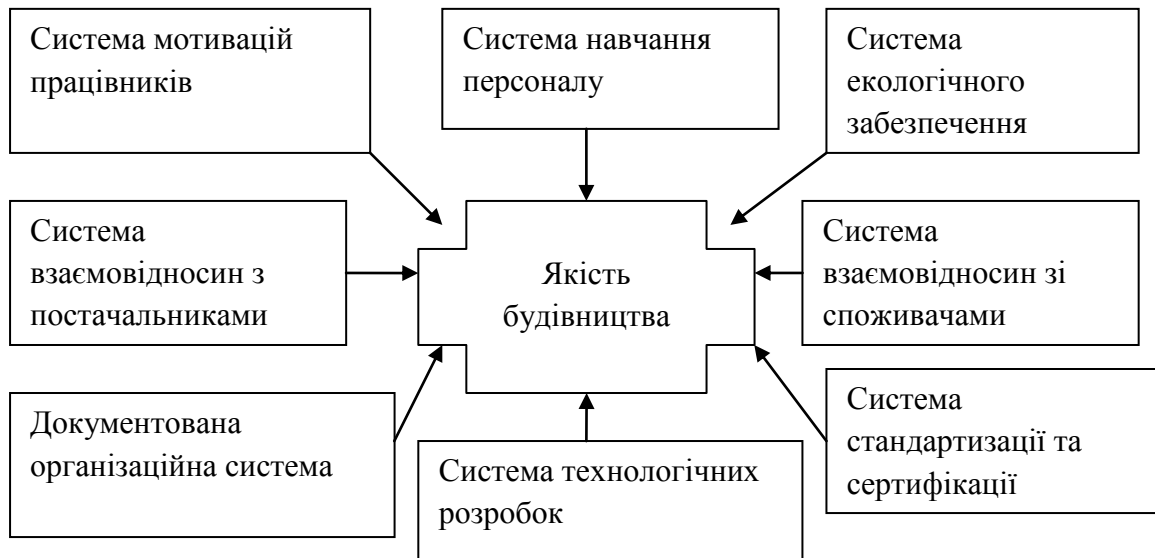 Система мотивацій
працівників
Система навчання
персоналу
Система
екологічного
забезпечення
Система
взаємовідносин з
постачальниками
Якість
будівництва
Система
взаємовідносин зі
споживачами
Документована
організаційна система
Система технологічних
розробок
Система
стандартизації та
сертифікації